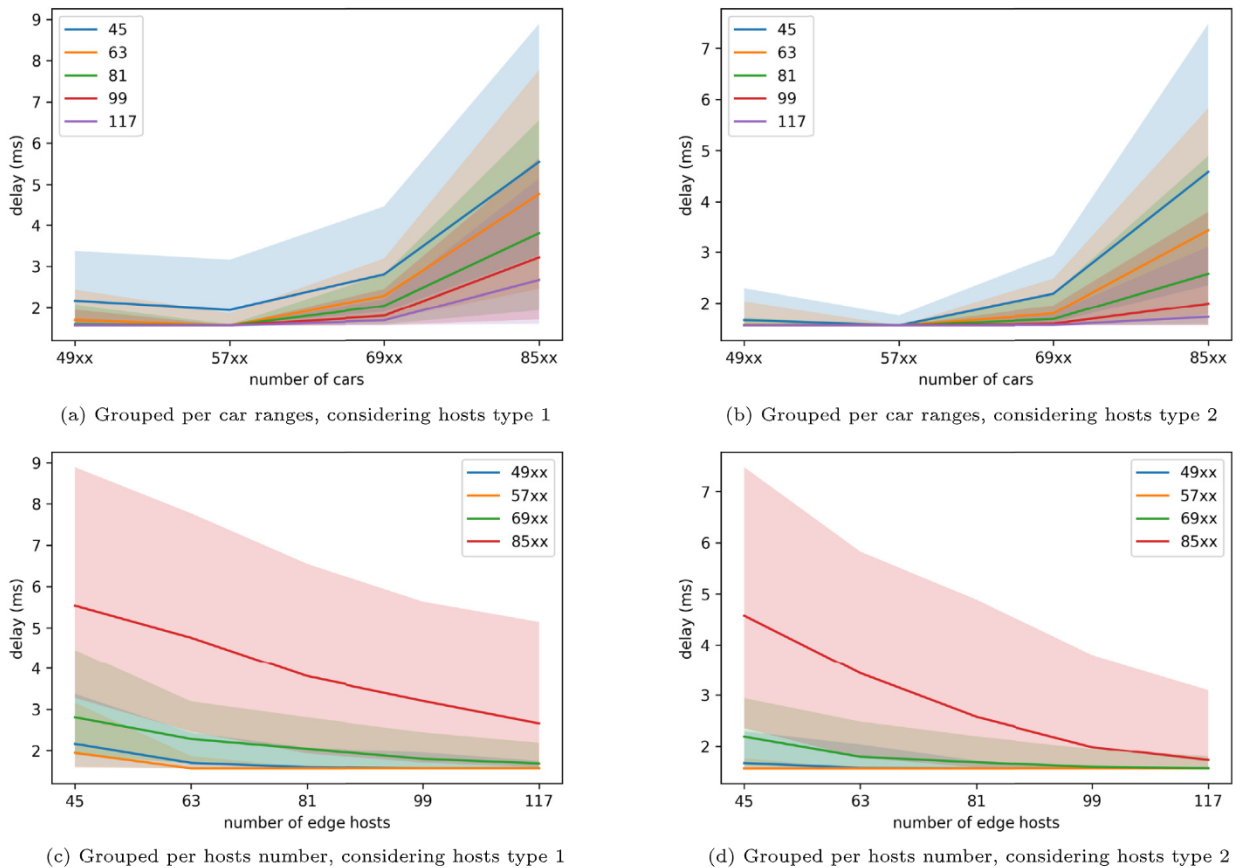 9
8
7
6
5
4
3
2
delay (ms)
45
63
81
99
117
49xx
57xx
69xx
85xx
number of cars
(a) Grouped per car ranges, considering hosts type 1
7
6
5
4
3
2
delay (ms)
45
63
81
99
117
49xx
57xx
69xx
85xx
number of cars
(b) Grouped per car ranges, considering hosts type 2
9
8
7
6
5
4
3
2
delay (ms)
49xx
57xx
69xx
85xx
45
63
81
99
117
number of edge hosts
(c) Grouped per hosts number, considering hosts type 1
7
6
5
4
3
2
delay (ms)
49xx
57xx
69xx
85xx
45
63
81
99
117
number of edge hosts
(d) Grouped per hosts number, considering hosts type 2